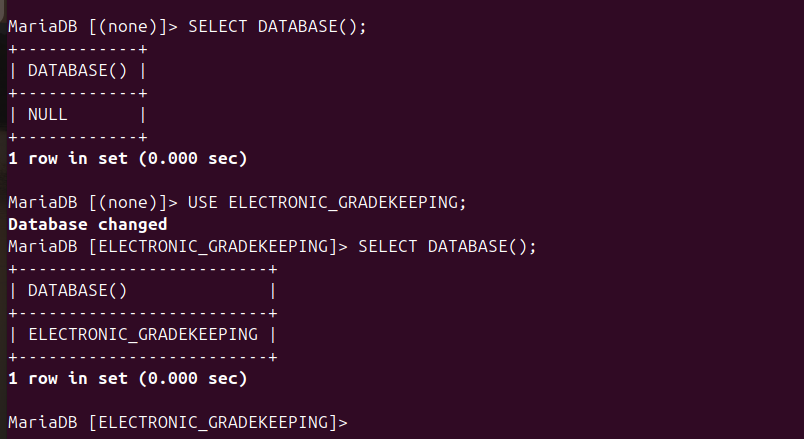 MariaDB [(none)]> SELECT DATABASE();
+------------+
| DATABASE() |
+------------+
| NULL       |
+------------+
1 row in set (0.000 sec)

MariaDB [(none)]> USE ELECTRONIC_GRADEKEEPING;
Database changed
MariaDB [ELECTRONIC_GRADEKEEPING]> SELECT DATABASE();
+-------------------------+
| DATABASE()              |
+-------------------------+
| ELECTRONIC_GRADEKEEPING |
+-------------------------+
1 row in set (0.000 sec)

MariaDB [ELECTRONIC_GRADEKEEPING]>